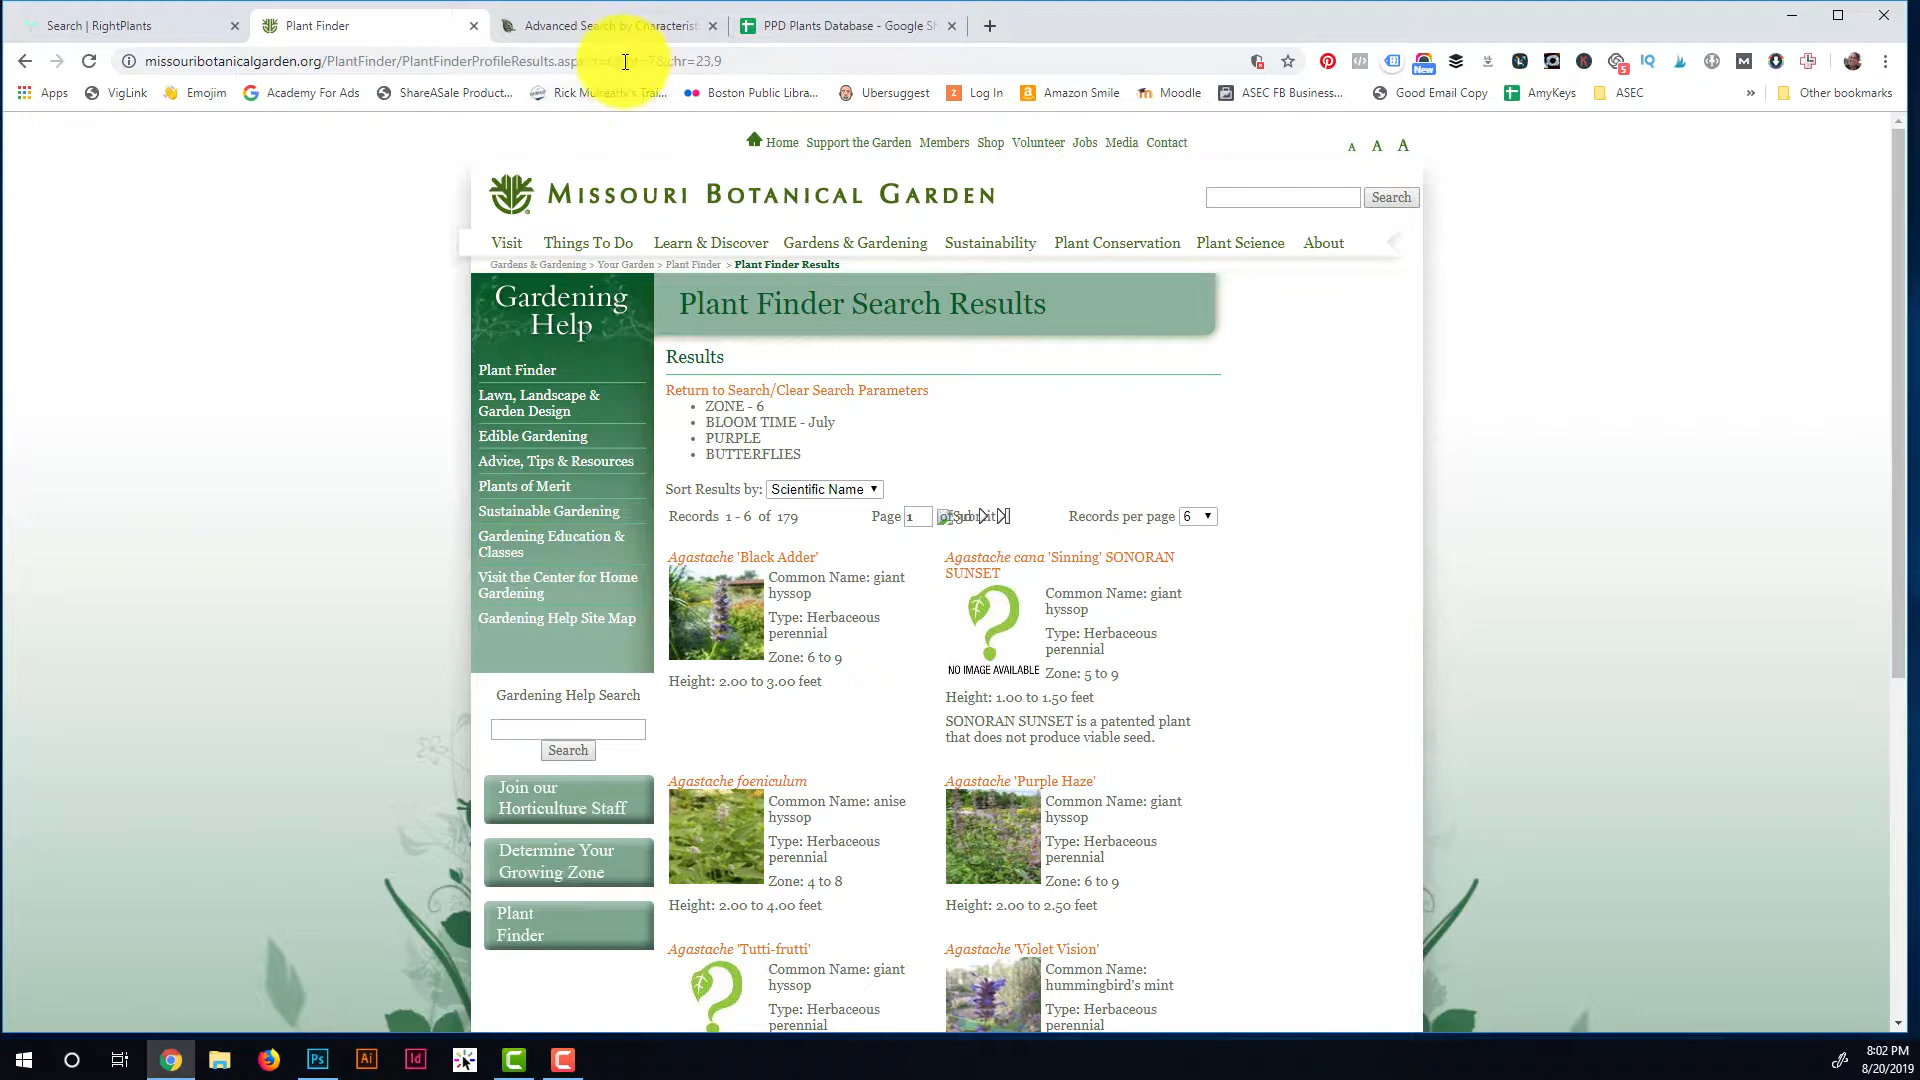 Search | RightPlants
Plant Finder
Advanced Search by Characterist
PPD Plants Database - Google Sh
missouribotanicalgarden.org/PlantFinder/PlantFinderProfileResults.asp
chr=23,9
Apps
VigLink
Emojim
Academy For Ads
ShareASale Product...
Rick Mulready's Trai...
Boston Public Libra...
Ubersuggest
Log In
Amazon Smile
Moodle
ASEC FB Business...
Good Email Copy
AmyKeys
ASEC
»
Other bookmarks
Home Support the Garden Members Shop Volunteer Jobs Media Contact
A A A
MISSOURI BOTANICAL GARDEN
Search
Visit Things To Do Learn & Discover Gardens & Gardening Sustainability Plant Conservation Plant Science About
Gardens & Gardening > Your Garden > Plant Finder > Plant Finder Results
Gardening
Help
Plant Finder
Lawn, Landscape &
Garden Design
Edible Gardening
Advice, Tips & Resources
Plants of Merit
Sustainable Gardening
Gardening Education &
Classes
Visit the Center for Home
Gardening
Gardening Help Site Map
Gardening Help Search
Search
Join our
Horticulture Staff
Determine Your
Growing Zone
Plant
Finder
Plant Finder Search Results
Results
Return to Search/Clear Search Parameters
• ZONE - 6
• BLOOM TIME - July
• PURPLE
• BUTTERFLIES
Sort Results by: Scientific Name
Records 1 - 6 of 179 Page 1 of 30 Submit Records per page 6
Agastache 'Black Adder'
Common Name: giant
hyssop
Type: Herbaceous
perennial
Zone: 6 to 9
Height: 2.00 to 3.00 feet
Agastache cana 'Sinning' SONORAN
SUNSET
NO IMAGE AVAILABLE
Common Name: giant
hyssop
Type: Herbaceous
perennial
Zone: 5 to 9
Height: 1.00 to 1.50 feet
SONORAN SUNSET is a patented plant
that does not produce viable seed.
Agastache foeniculum
Common Name: anise
hyssop
Type: Herbaceous
perennial
Zone: 4 to 8
Height: 2.00 to 4.00 feet
Agastache 'Purple Haze'
Common Name: giant
hyssop
Type: Herbaceous
perennial
Zone: 6 to 9
Height: 2.00 to 2.50 feet
Agastache 'Tutti-frutti'
Common Name: giant
hyssop
Type: Herbaceous
perennial
Agastache 'Violet Vision'
Common Name:
hummingbird's mint
Type: Herbaceous
perennial
Ps
Ai
Id
8:02 PM
8/20/2019